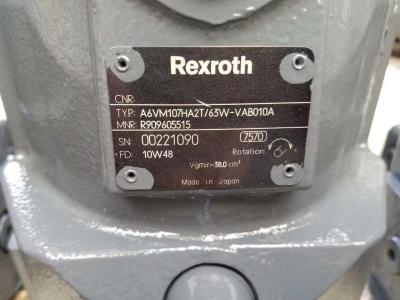 Rexroth
CNR:
TYP: A6VM107HA2T/63W-VAB010A
MNR: R909605515
SN: 00221090 7570
FD: 10W48 Rotation:
Vgmin=38.0 cm³
Made in Japan